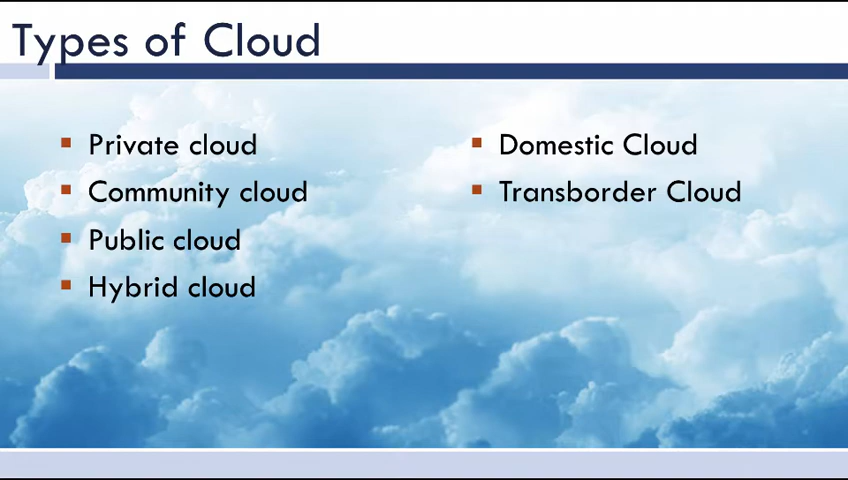 Types of Cloud
Private cloud
Community cloud
Public cloud
Hybrid cloud
Domestic Cloud
Transborder Cloud